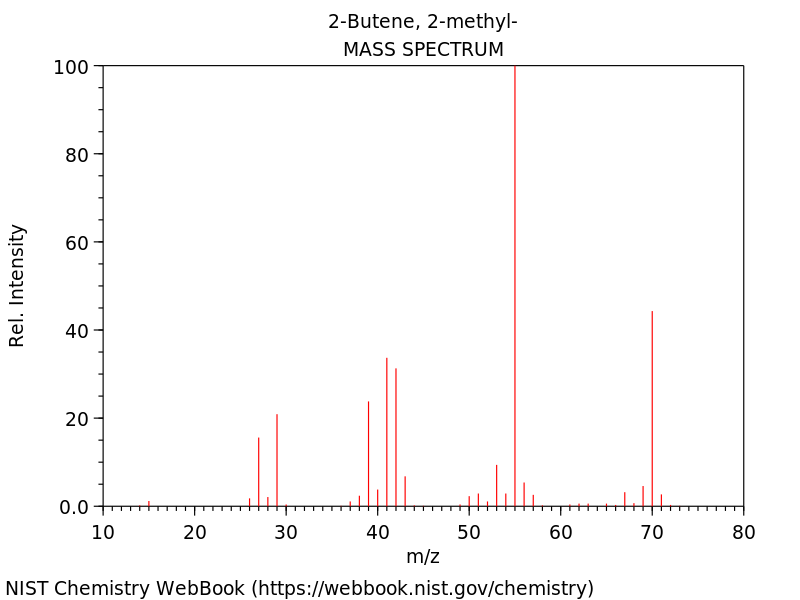 2-Butene, 2-methyl-
MASS SPECTRUM
100
80
60
40
20
0.0
Rel. Intensity
10 20 30 40 50 60 70 80
m/z
NIST Chemistry WebBook (https://webbook.nist.gov/chemistry)